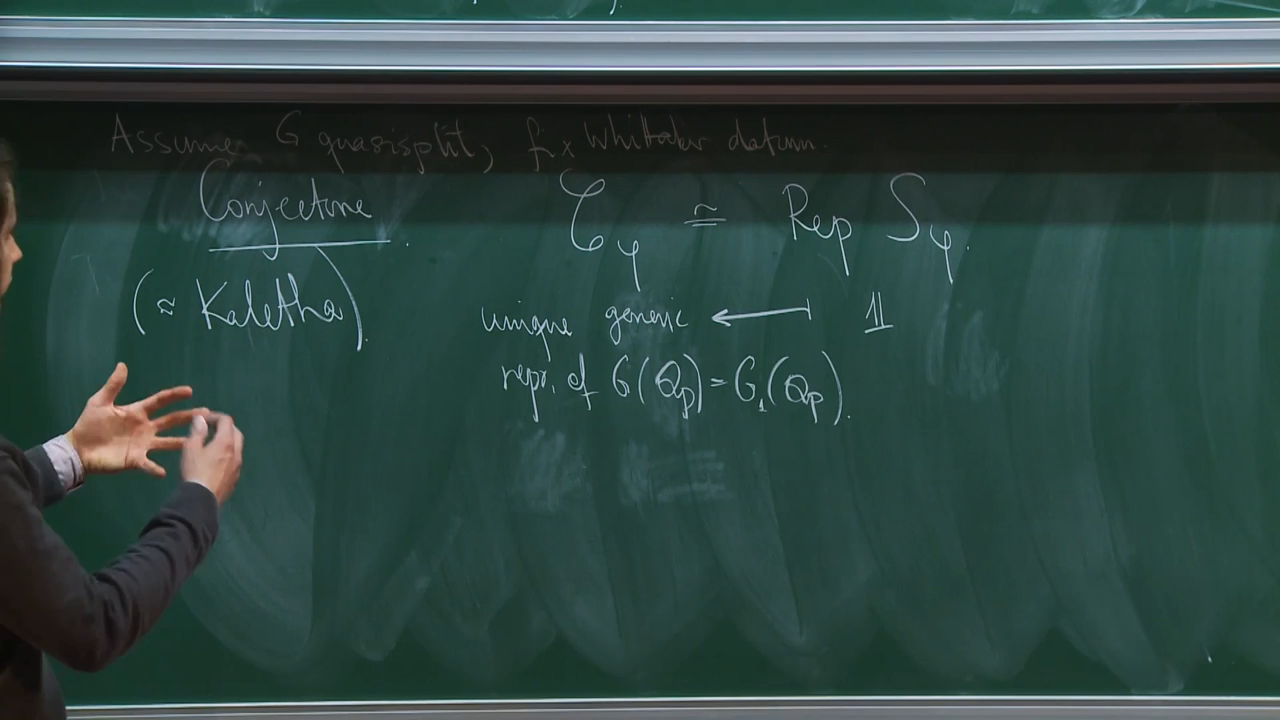 Assume G quasisplit, fix Whittaker datum.
Conjecture. 𝒞_φ ≅ Rep S_φ.
(≈ Kaletha). unique generic ⟵| 𝟙
repr. of G(ℚ_p) = G_1(ℚ_p).